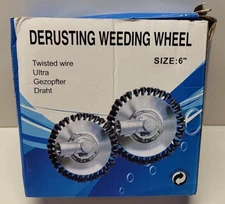 DERUSTING WEEDING WHEEL
SIZE:6"
Twisted wire
Ultra
Gezopfter
Draht